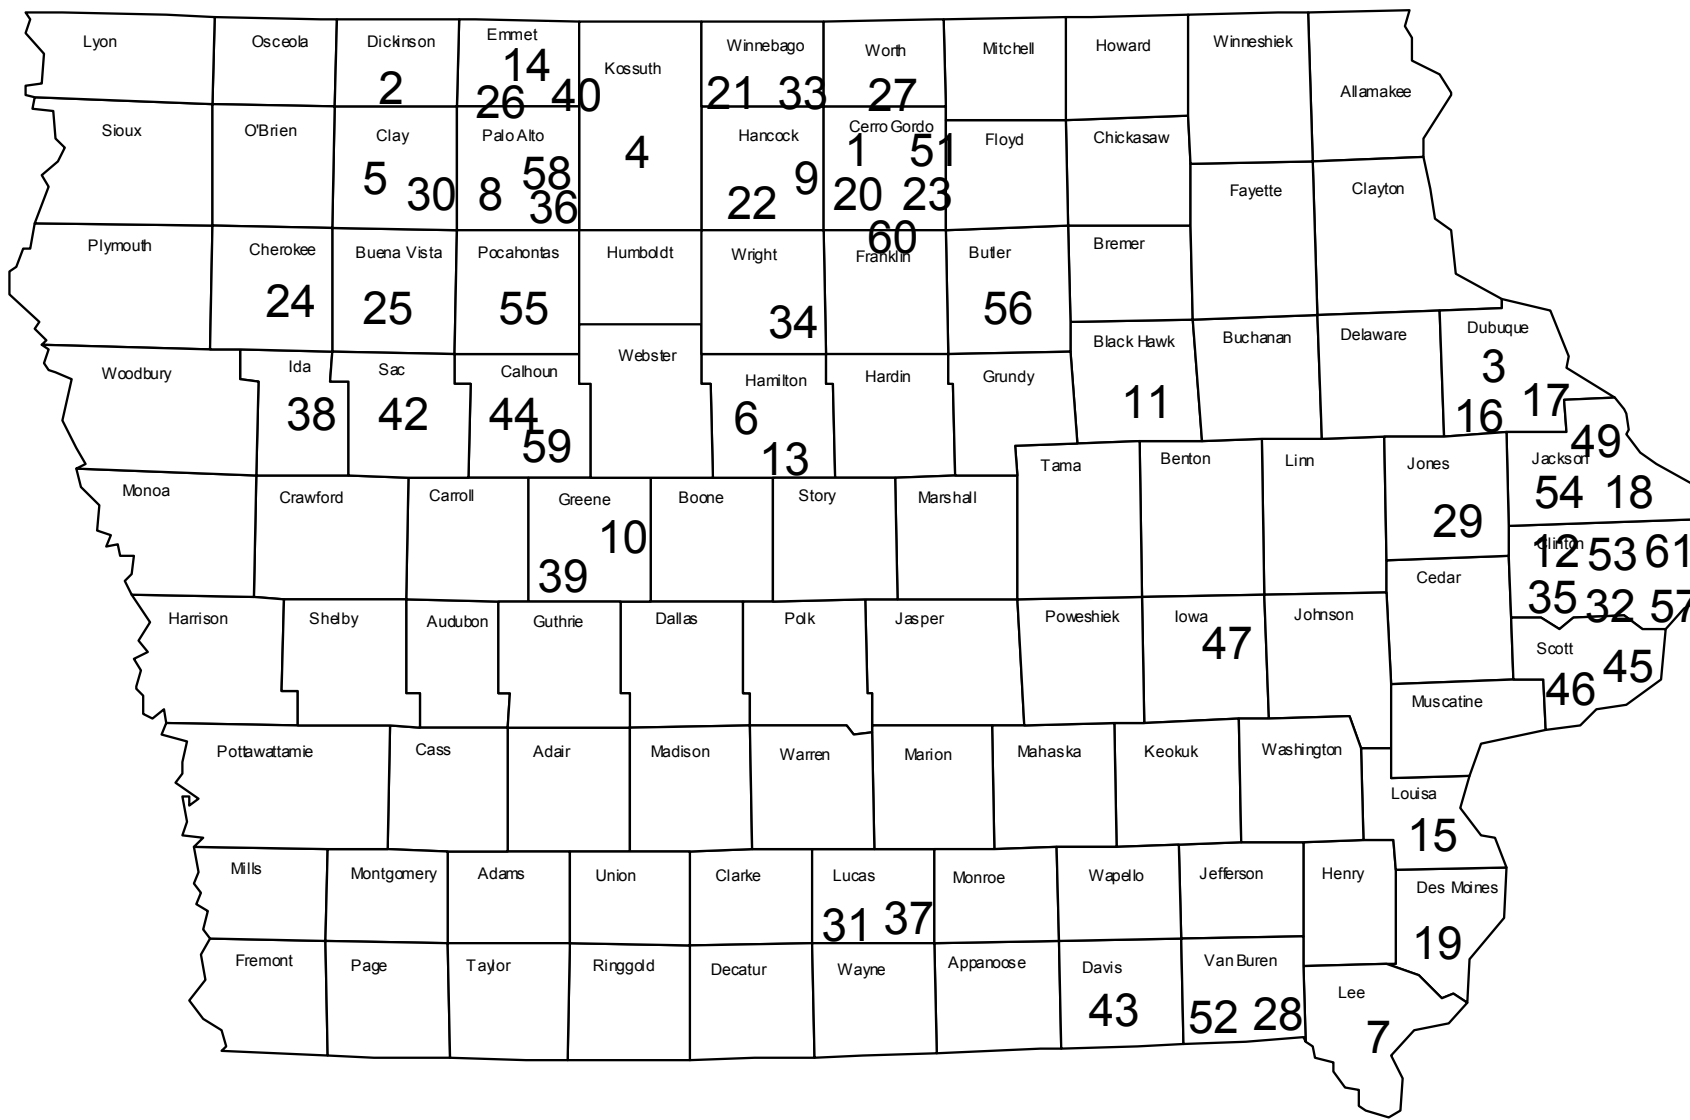 Lyon
Osceola
Dickinson
2
Emmet
14
26 40
Kossuth
4
Winnebago
21 33
Worth
27
Mitchell
Howard
Winneshiek
Allamakee
Sioux
O'Brien
Clay
5 30
Palo Alto
58
8 36
Hancock
9
22
Cerro Gordo
1 51
20 23
60
Floyd
Chickasaw
Fayette
Clayton
Plymouth
Cherokee
24
Buena Vista
25
Pocahontas
55
Humboldt
Wright
34
Franklin
Butler
56
Bremer
Woodbury
Ida
38
Sac
42
Calhoun
44
59
Webster
Hamilton
6
13
Hardin
Grundy
Black Hawk
11
Buchanan
Delaware
Dubuque
3
16 17
Monoa
Crawford
Carroll
Greene
10
39
Boone
Story
Marshall
Tama
Benton
Linn
Jones
29
49
Jackson
54 18
Clinton
12 53 61
35 32 57
Cedar
Harrison
Shelby
Audubon
Guthrie
Dallas
Polk
Jasper
Poweshiek
Iowa
47
Johnson
Scott
45
46
Muscatine
Pottawattamie
Cass
Adair
Madison
Warren
Marion
Mahaska
Keokuk
Washington
Louisa
15
Mills
Montgomery
Adams
Union
Clarke
Lucas
31 37
Monroe
Wapello
Jefferson
Henry
Des Moines
19
Fremont
Page
Taylor
Ringgold
Decatur
Wayne
Appanoose
Davis
43
Van Buren
52 28
Lee
7